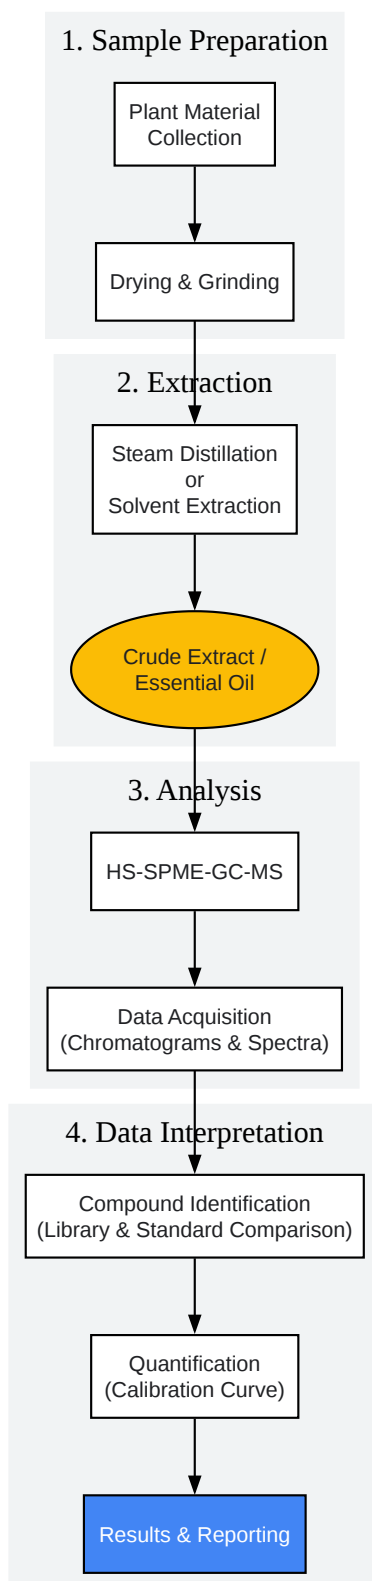 1. Sample Preparation
Plant Material
Collection
Drying & Grinding
2. Extraction
Steam Distillation
or
Solvent Extraction
Crude Extract /
Essential Oil
3. Analysis
HS-SPME-GC-MS
Data Acquisition
(Chromatograms & Spectra)
4. Data Interpretation
Compound Identification
(Library & Standard Comparison)
Quantification
(Calibration Curve)
Results & Reporting